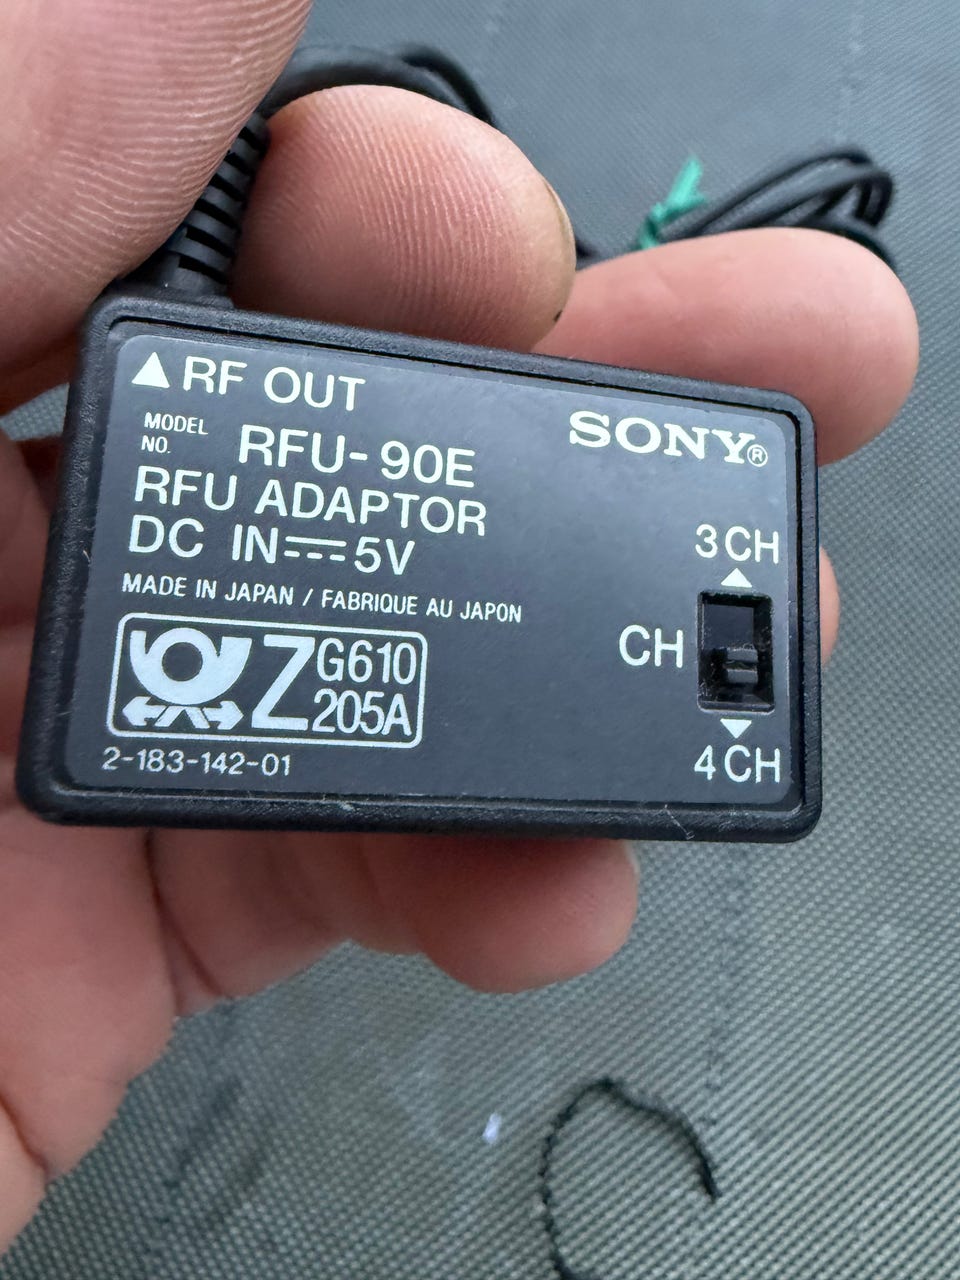 ▲RF OUT
SONY®
MODEL NO. RFU-90E
RFU ADAPTOR
DC IN⎓5V
MADE IN JAPAN / FABRIQUE AU JAPON
Z G610
205A
2-183-142-01
3CH
▲
CH
▼
4CH